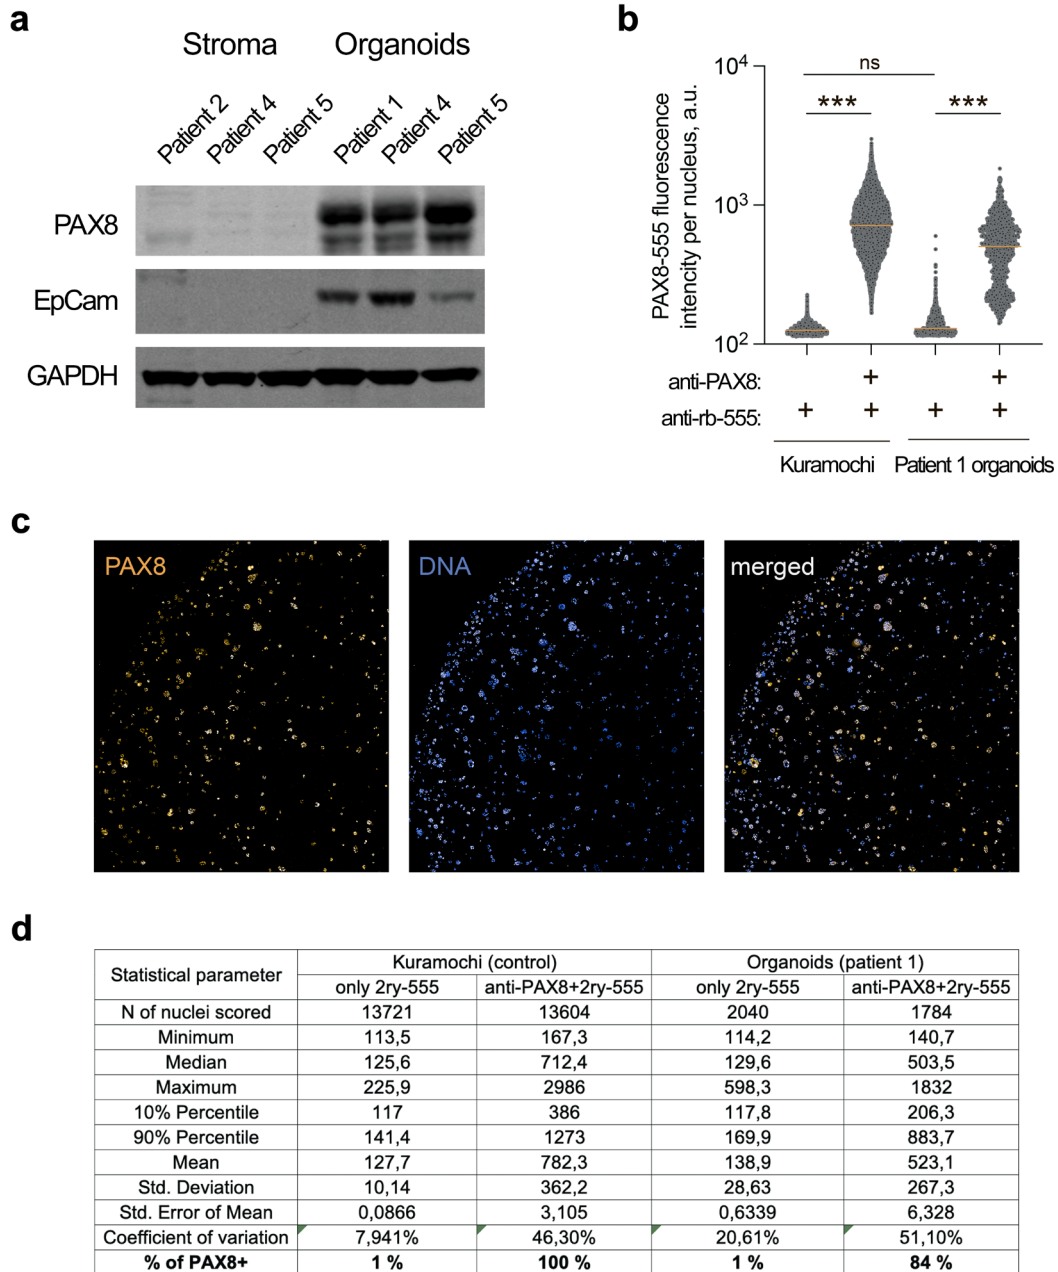 a
Stroma Organoids
Patient 2 Patient 4 Patient 5 Patient 1 Patient 4 Patient 5
PAX8
EpCam
GAPDH
b
PAX8-555 fluorescence
intencity per nucleus, a.u.
10⁴
10³
10²
ns
*** ***
anti-PAX8: + +
anti-rb-555: + + + +
Kuramochi Patient 1 organoids
c
PAX8 DNA merged
d
Statistical parameter Kuramochi (control) Organoids (patient 1)
only 2ry-555 anti-PAX8+2ry-555 only 2ry-555 anti-PAX8+2ry-555
N of nuclei scored 13721 13604 2040 1784
Minimum 113,5 167,3 114,2 140,7
Median 125,6 712,4 129,6 503,5
Maximum 225,9 2986 598,3 1832
10% Percentile 117 386 117,8 206,3
90% Percentile 141,4 1273 169,9 883,7
Mean 127,7 782,3 138,9 523,1
Std. Deviation 10,14 362,2 28,63 267,3
Std. Error of Mean 0,0866 3,105 0,6339 6,328
Coefficient of variation 7,941% 46,30% 20,61% 51,10%
% of PAX8+ 1 % 100 % 1 % 84 %